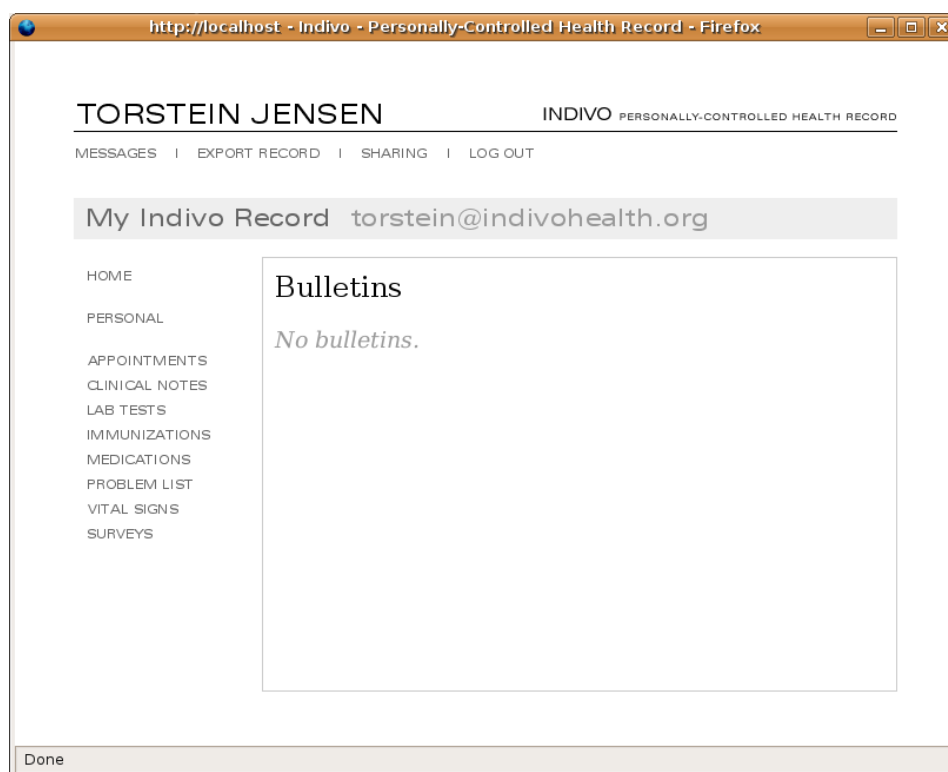 http://localhost - Indivo - Personally-Controlled Health Record - Firefox
TORSTEIN JENSEN INDIVO PERSONALLY-CONTROLLED HEALTH RECORD
MESSAGES | EXPORT RECORD | SHARING | LOG OUT
My Indivo Record torstein@indivohealth.org
HOME
PERSONAL
APPOINTMENTS
CLINICAL NOTES
LAB TESTS
IMMUNIZATIONS
MEDICATIONS
PROBLEM LIST
VITAL SIGNS
SURVEYS
Bulletins
No bulletins.
Done